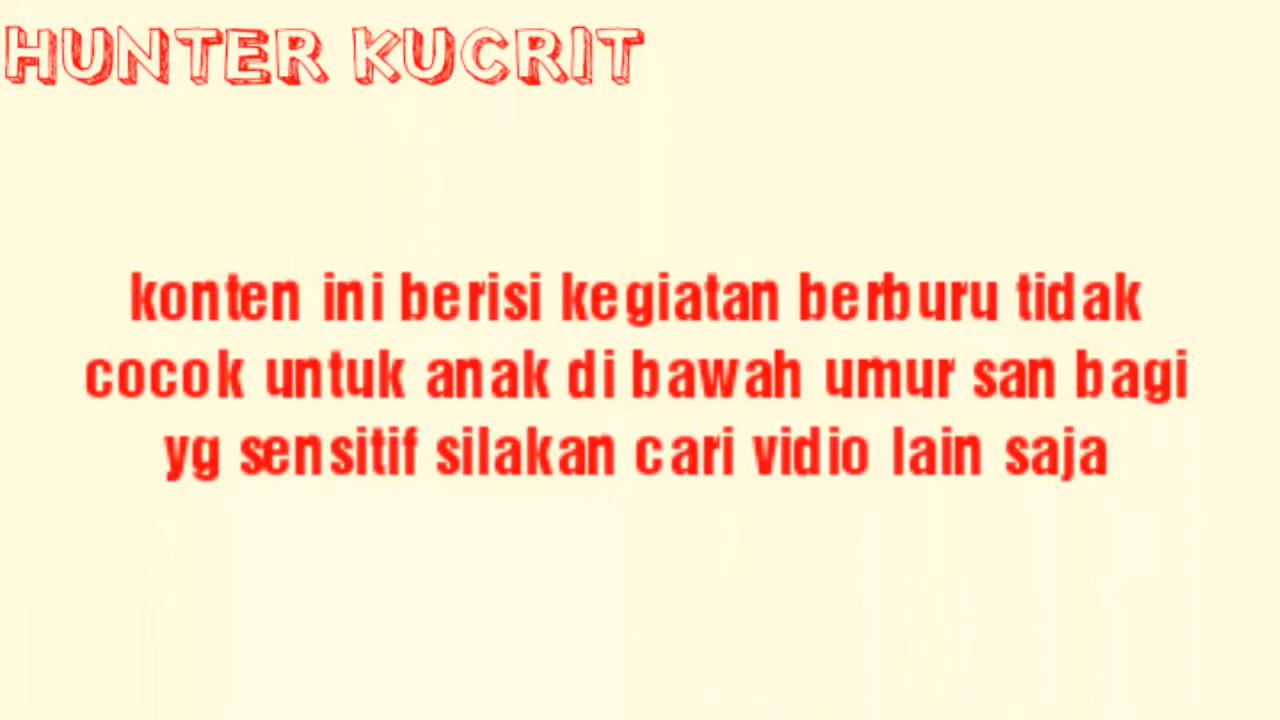 HUNTER KUCRIT
konten ini berisi kegiatan berburu tidak
cocok untuk anak di bawah umur san bagi
yg sensitif silakan cari vidio lain saja